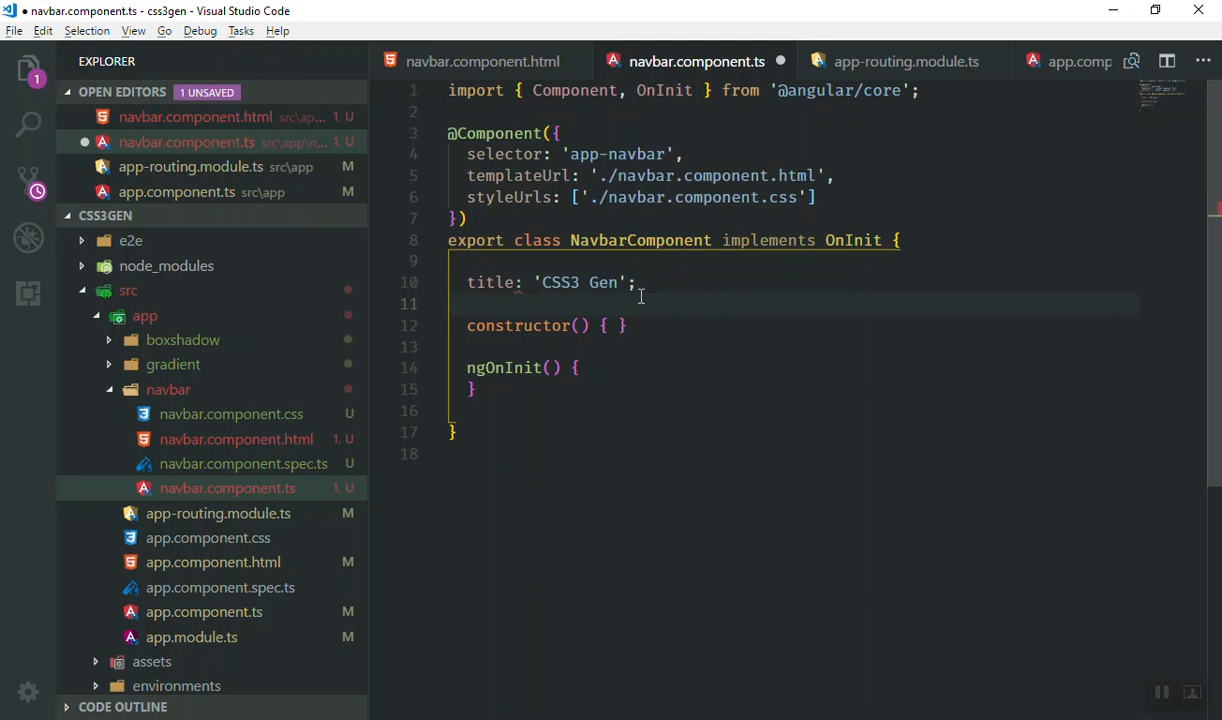 ● navbar.component.ts - css3gen - Visual Studio Code
File Edit Selection View Go Debug Tasks Help
EXPLORER
OPEN EDITORS 1 UNSAVED
navbar.component.html src\ap... 1, U
navbar.component.ts src\app\n... 1, U
app-routing.module.ts src\app M
app.component.ts src\app M
CSS3GEN
e2e
node_modules
src
app
boxshadow
gradient
navbar
navbar.component.css U
navbar.component.html 1, U
navbar.component.spec.ts U
navbar.component.ts 1, U
app-routing.module.ts M
app.component.css
app.component.html M
app.component.spec.ts
app.component.ts M
app.module.ts M
assets
environments
CODE OUTLINE
1
navbar.component.html navbar.component.ts app-routing.module.ts app.comp
1 import { Component, OnInit } from '@angular/core';
2
3 @Component({
4 selector: 'app-navbar',
5 templateUrl: './navbar.component.html',
6 styleUrls: ['./navbar.component.css']
7 })
8 export class NavbarComponent implements OnInit {
9
10 title: 'CSS3 Gen';
11
12 constructor() { }
13
14 ngOnInit() {
15 }
16
17 }
18